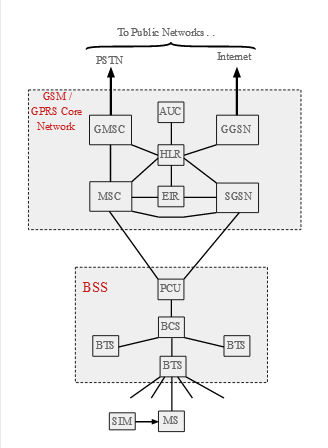 To Public Networks . .
PSTN
Internet
GSM /
GPRS Core
Network
AUC
GMSC
GGSN
HLR
MSC
EIR
SGSN
BSS
PCU
BCS
BTS
BTS
BTS
SIM
MS